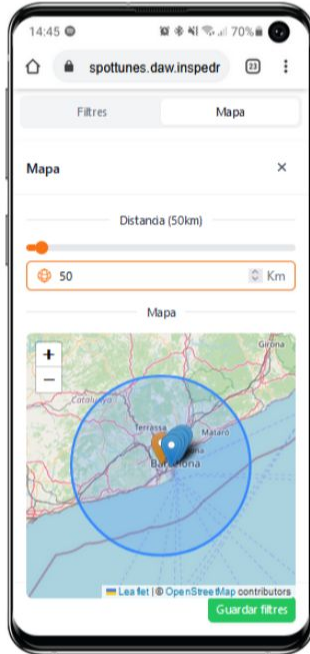 14:45 70%
spottunes.daw.inspedr 23
Filtres Mapa
Mapa ×
Distancia (50km)
50 Km
Mapa
+
−
Girona
Catalunya
Terrassa
Mataró
Barcelona
Leaflet | © OpenStreetMap contributors
Guardar filtres